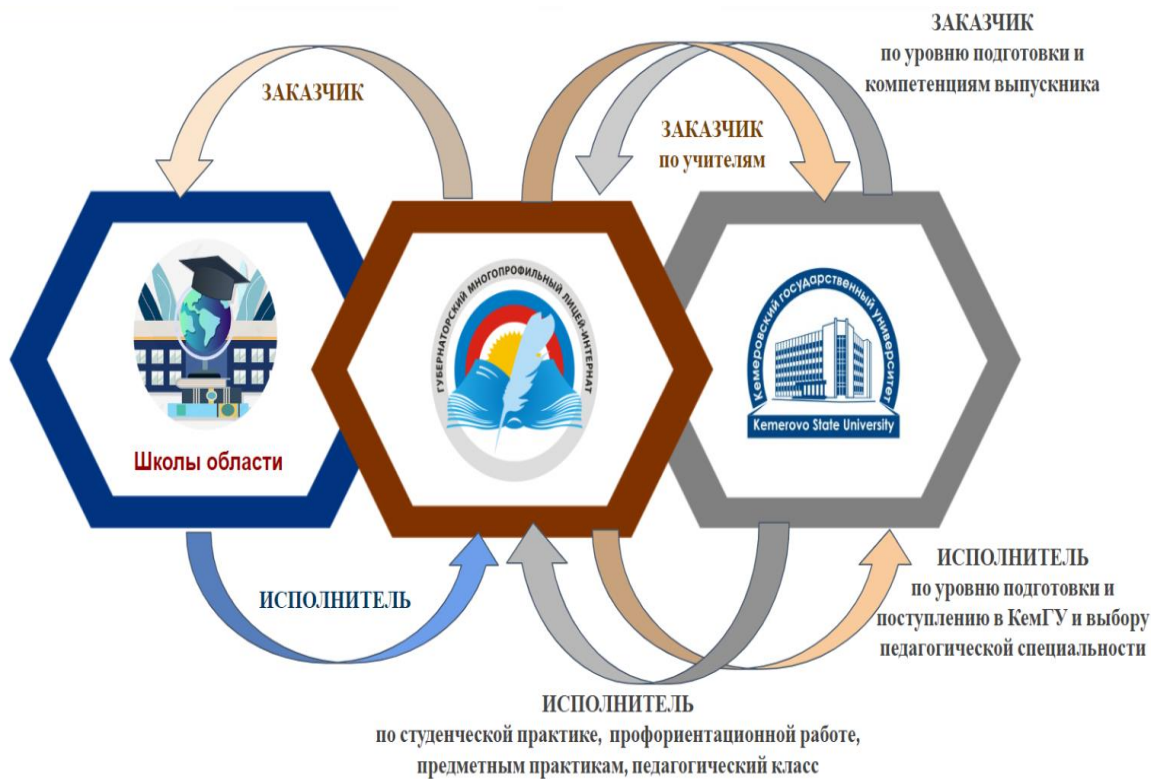 ЗАКАЗЧИК
по уровню подготовки и
компетенциям выпускника
ЗАКАЗЧИК
ЗАКАЗЧИК
по учителям
ГУБЕРНАТОРСКИЙ МНОГОПРОФИЛЬНЫЙ ЛИЦЕЙ-ИНТЕРНАТ
Кемеровский государственный университет
Kemerovo State University
Школы области
ИСПОЛНИТЕЛЬ
ИСПОЛНИТЕЛЬ
по уровню подготовки и
поступлению в КемГУ и выбору
педагогической специальности
ИСПОЛНИТЕЛЬ
по студенческой практике, профориентационной работе,
предметным практикам, педагогический класс